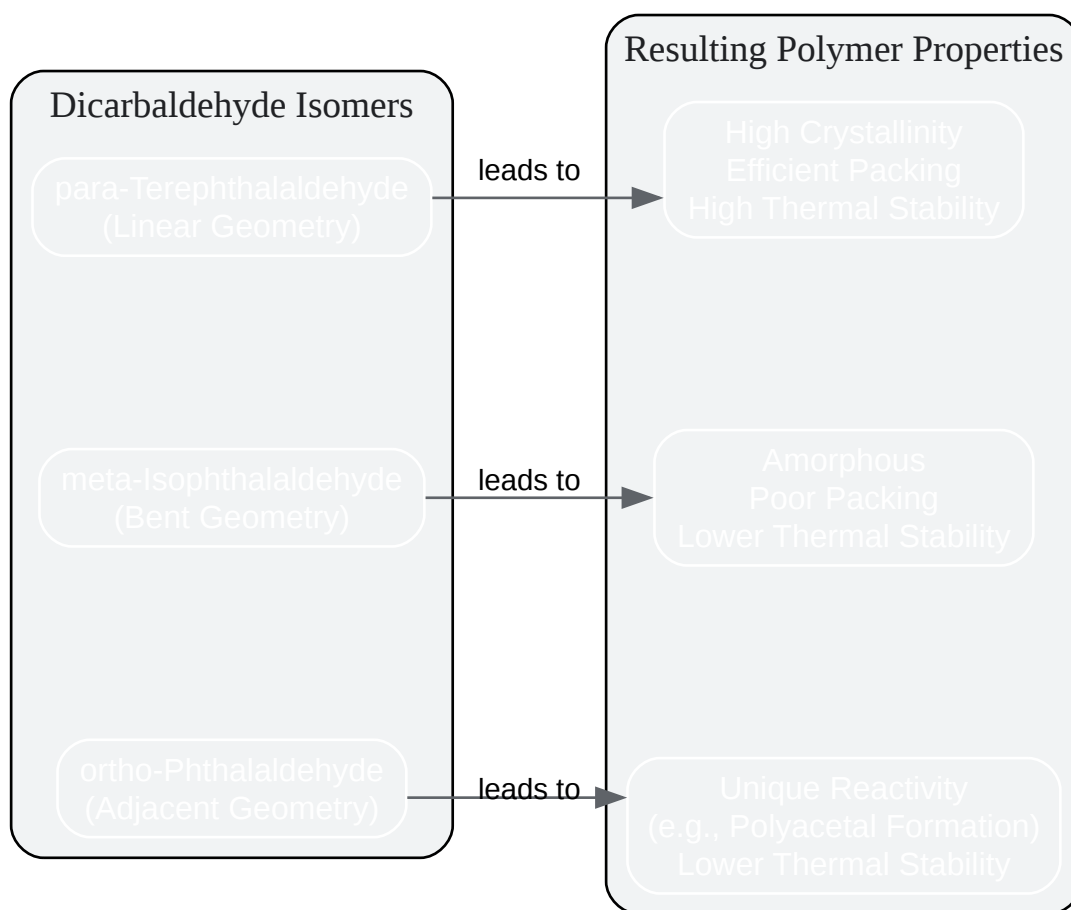 Dicarbaldehyde Isomers
para-Terephthalaldehyde
(Linear Geometry)
meta-Isophthalaldehyde
(Bent Geometry)
ortho-Phthalaldehyde
(Adjacent Geometry)
leads to
leads to
leads to
Resulting Polymer Properties
High Crystallinity
Efficient Packing
High Thermal Stability
Amorphous
Poor Packing
Lower Thermal Stability
Unique Reactivity
(e.g., Polyacetal Formation)
Lower Thermal Stability